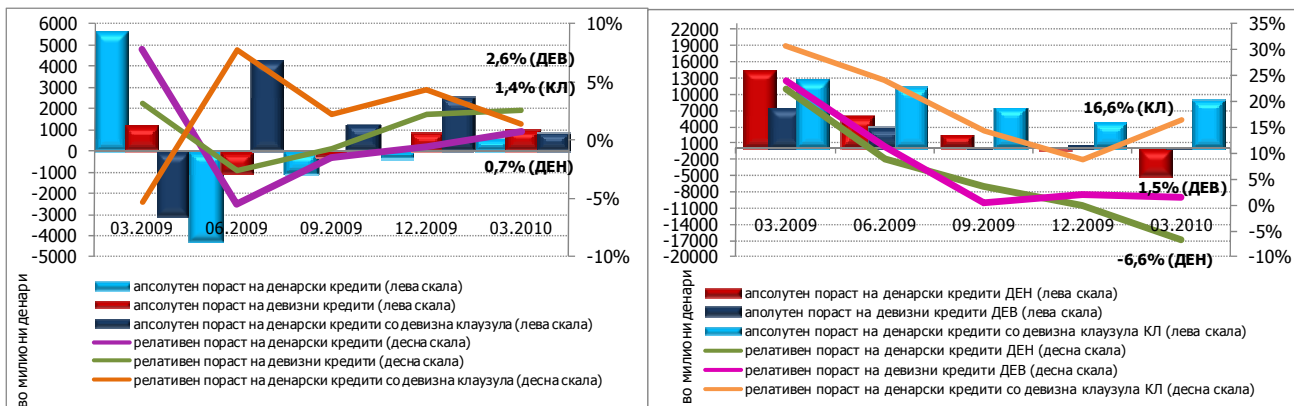 6000
5000
4000
3000
2000
1000
0
-1000
-2000
-3000
-4000
-5000
10%
5%
0%
-5%
-10%
2,6% (ДЕВ)
1,4% (КЛ)
0,7% (ДЕН)
03.2009 06.2009 09.2009 12.2009 03.2010
во милиони денари
апсолутен пораст на денарски кредити (лева скала)
апсолутен пораст на девизни кредити (лева скала)
апсолутен пораст на денарски кредити со девизна клаузула (лева скала)
релативен пораст на денарски кредити (десна скала)
релативен пораст на девизни кредити (десна скала)
релативен пораст на денарски кредити со девизна клаузула (десна скала)
22000
19000
16000
13000
10000
7000
4000
1000
-2000
-5000
-8000
-11000
-14000
-17000
-20000
35%
30%
25%
20%
15%
10%
5%
0%
-5%
-10%
16,6% (КЛ)
1,5% (ДЕВ)
-6,6% (ДЕН)
03.2009 06.2009 09.2009 12.2009 03.2010
во милиони денари
апсолутен пораст на денарски кредити ДЕН (лева скала)
аполутен пораст на девизни кредити ДЕВ (лева скала)
апсолутен пораст на денарски кредити со девизна клаузула КЛ (лева скала)
релативен пораст на денарски кредити ДЕН (десна скала)
релативен пораст на девизни кредити ДЕВ (десна скала)
релативен пораст на денарски кредити со девизна клаузула КЛ (десна скала)